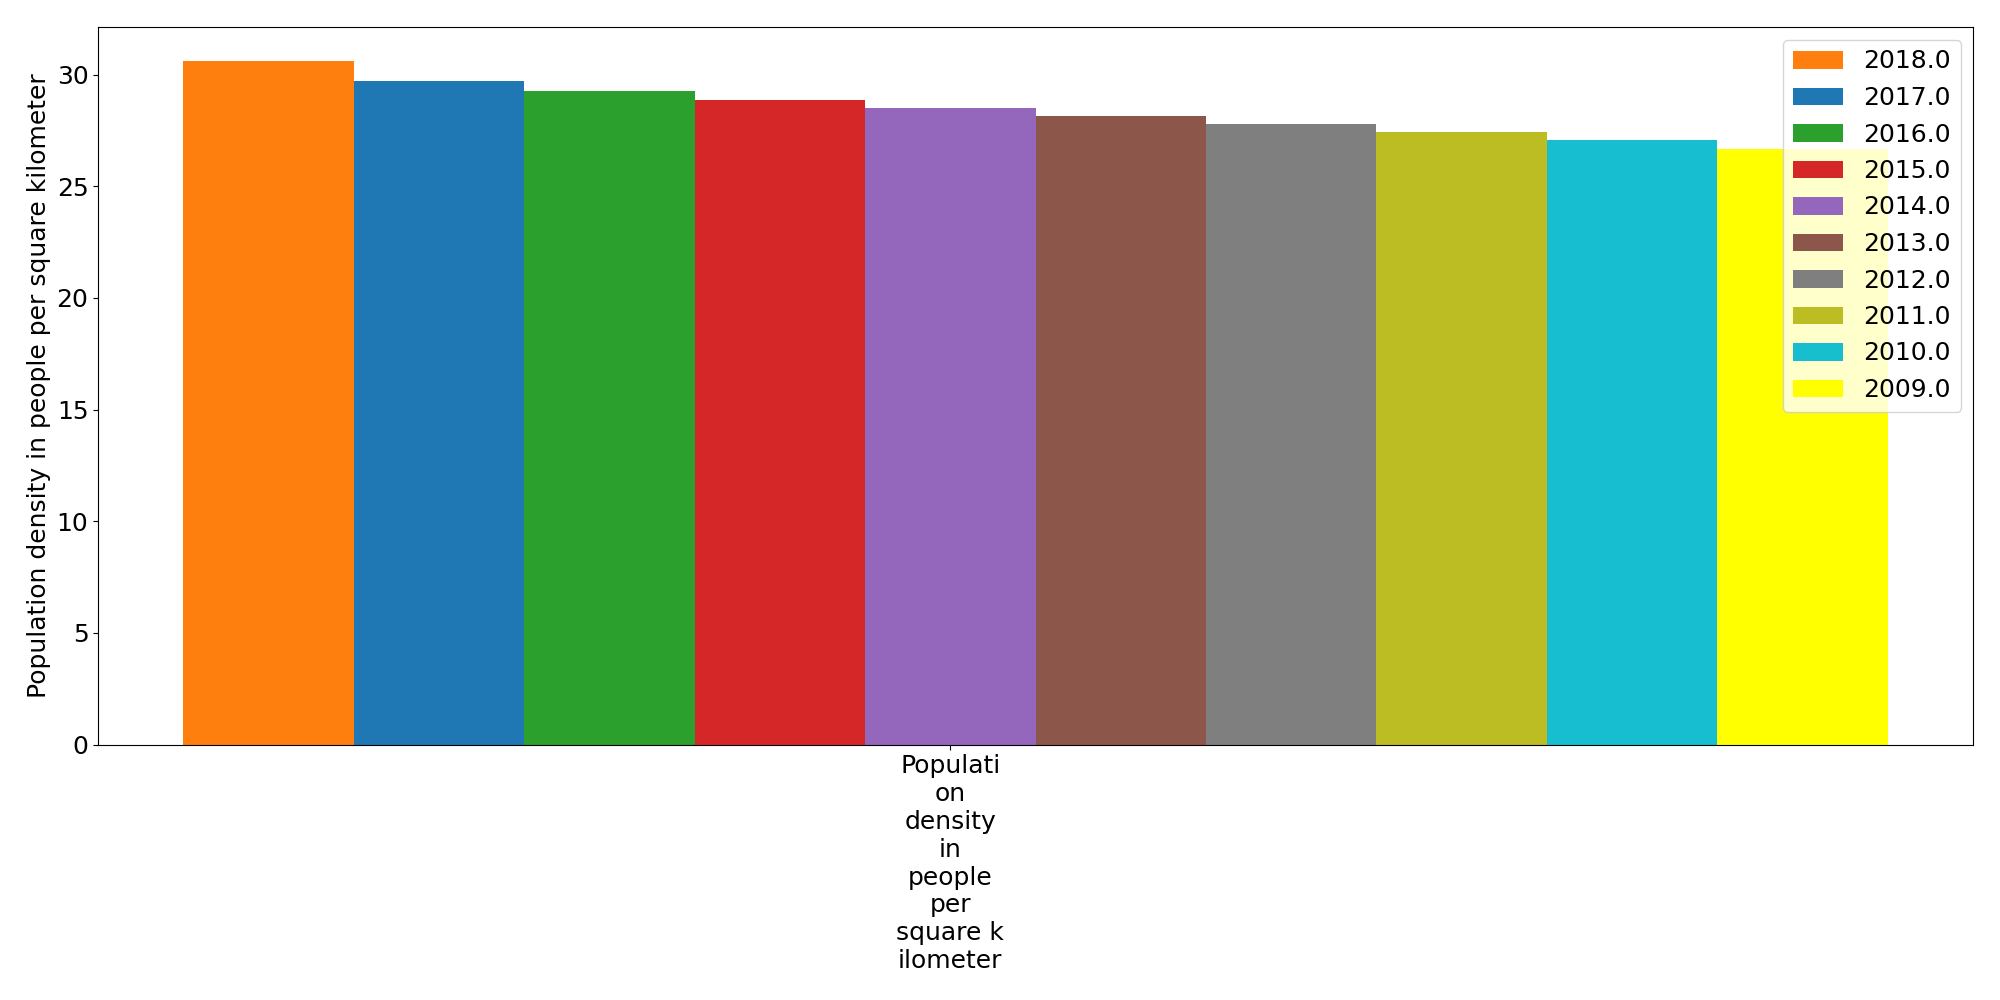 Population density in people per square kilometer
30
25
20
15
10
5
0
2018.0
2017.0
2016.0
2015.0
2014.0
2013.0
2012.0
2011.0
2010.0
2009.0
Populati
on
density
in
people
per
square k
ilometer